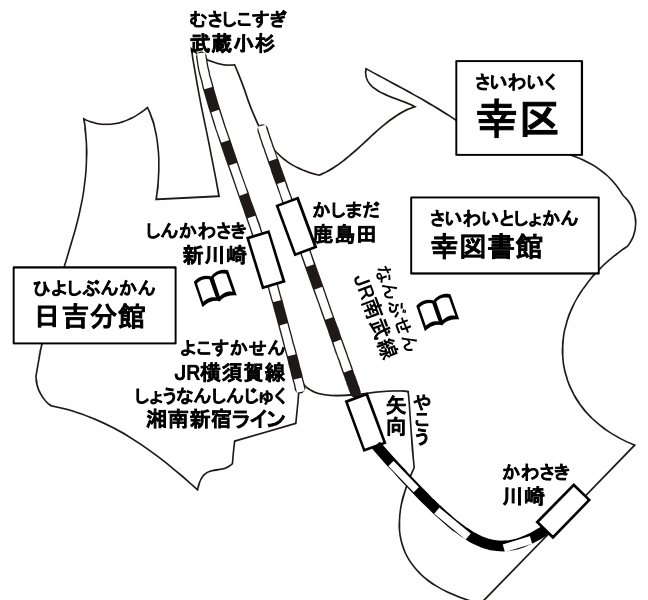 むさしこすぎ
武蔵小杉
さいわいく
幸区
かしまだ
鹿島田
さいわいとしょかん
幸図書館
しんかわさき
新川崎
ひよしぶんかん
日吉分館
なんぶせん
JR南武線
よこすかせん
JR横須賀線
しょうなんしんじゅく
湘南新宿ライン
やこう
矢向
かわさき
川崎